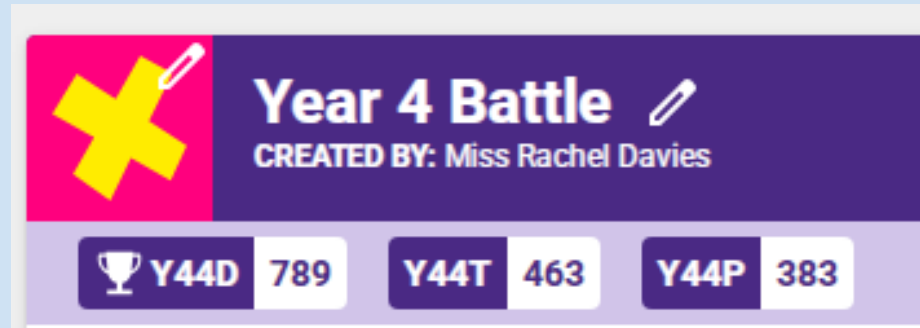 Year 4 Battle
CREATED BY: Miss Rachel Davies
Y44D 789 Y44T 463 Y44P 383